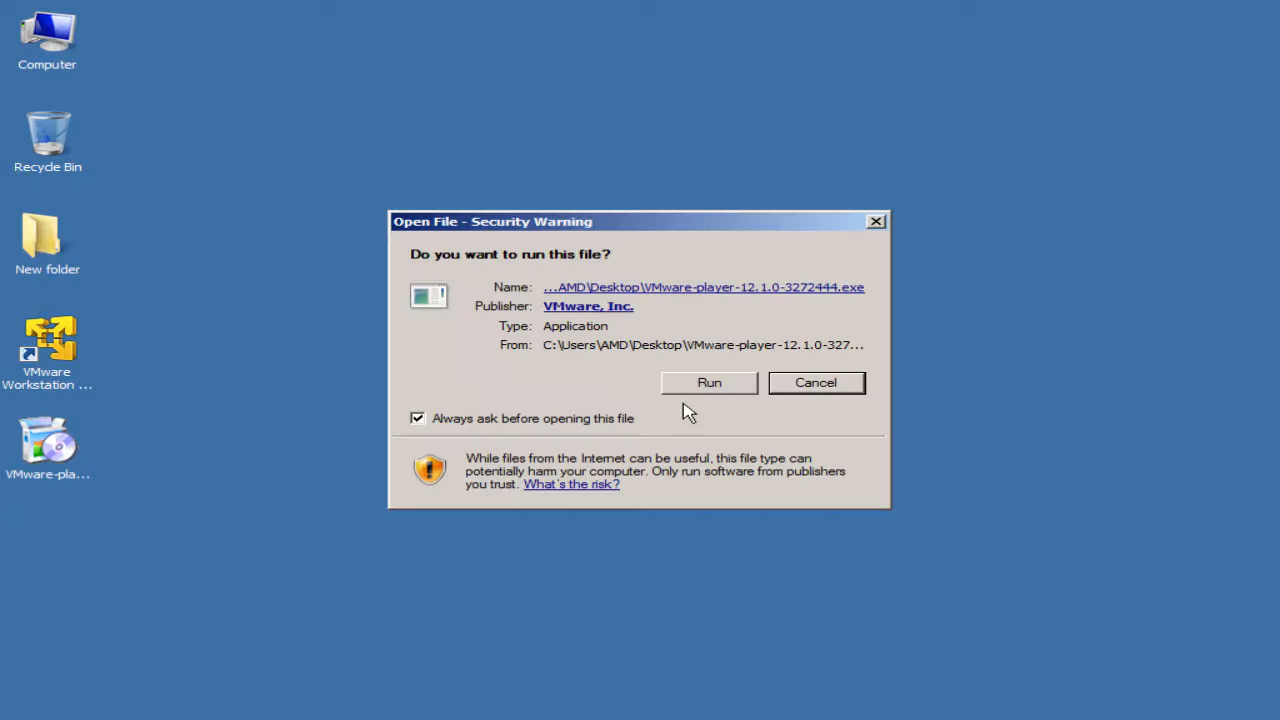 Computer
Recycle Bin
New folder
VMware
Workstation ...
VMware-pla...
Open File - Security Warning
Do you want to run this file?
Name: ...AMD\Desktop\VMware-player-12.1.0-3272444.exe
Publisher: VMware, Inc.
Type: Application
From: C:\Users\AMD\Desktop\VMware-player-12.1.0-327...
Run Cancel
Always ask before opening this file
While files from the Internet can be useful, this file type can
potentially harm your computer. Only run software from publishers
you trust. What's the risk?